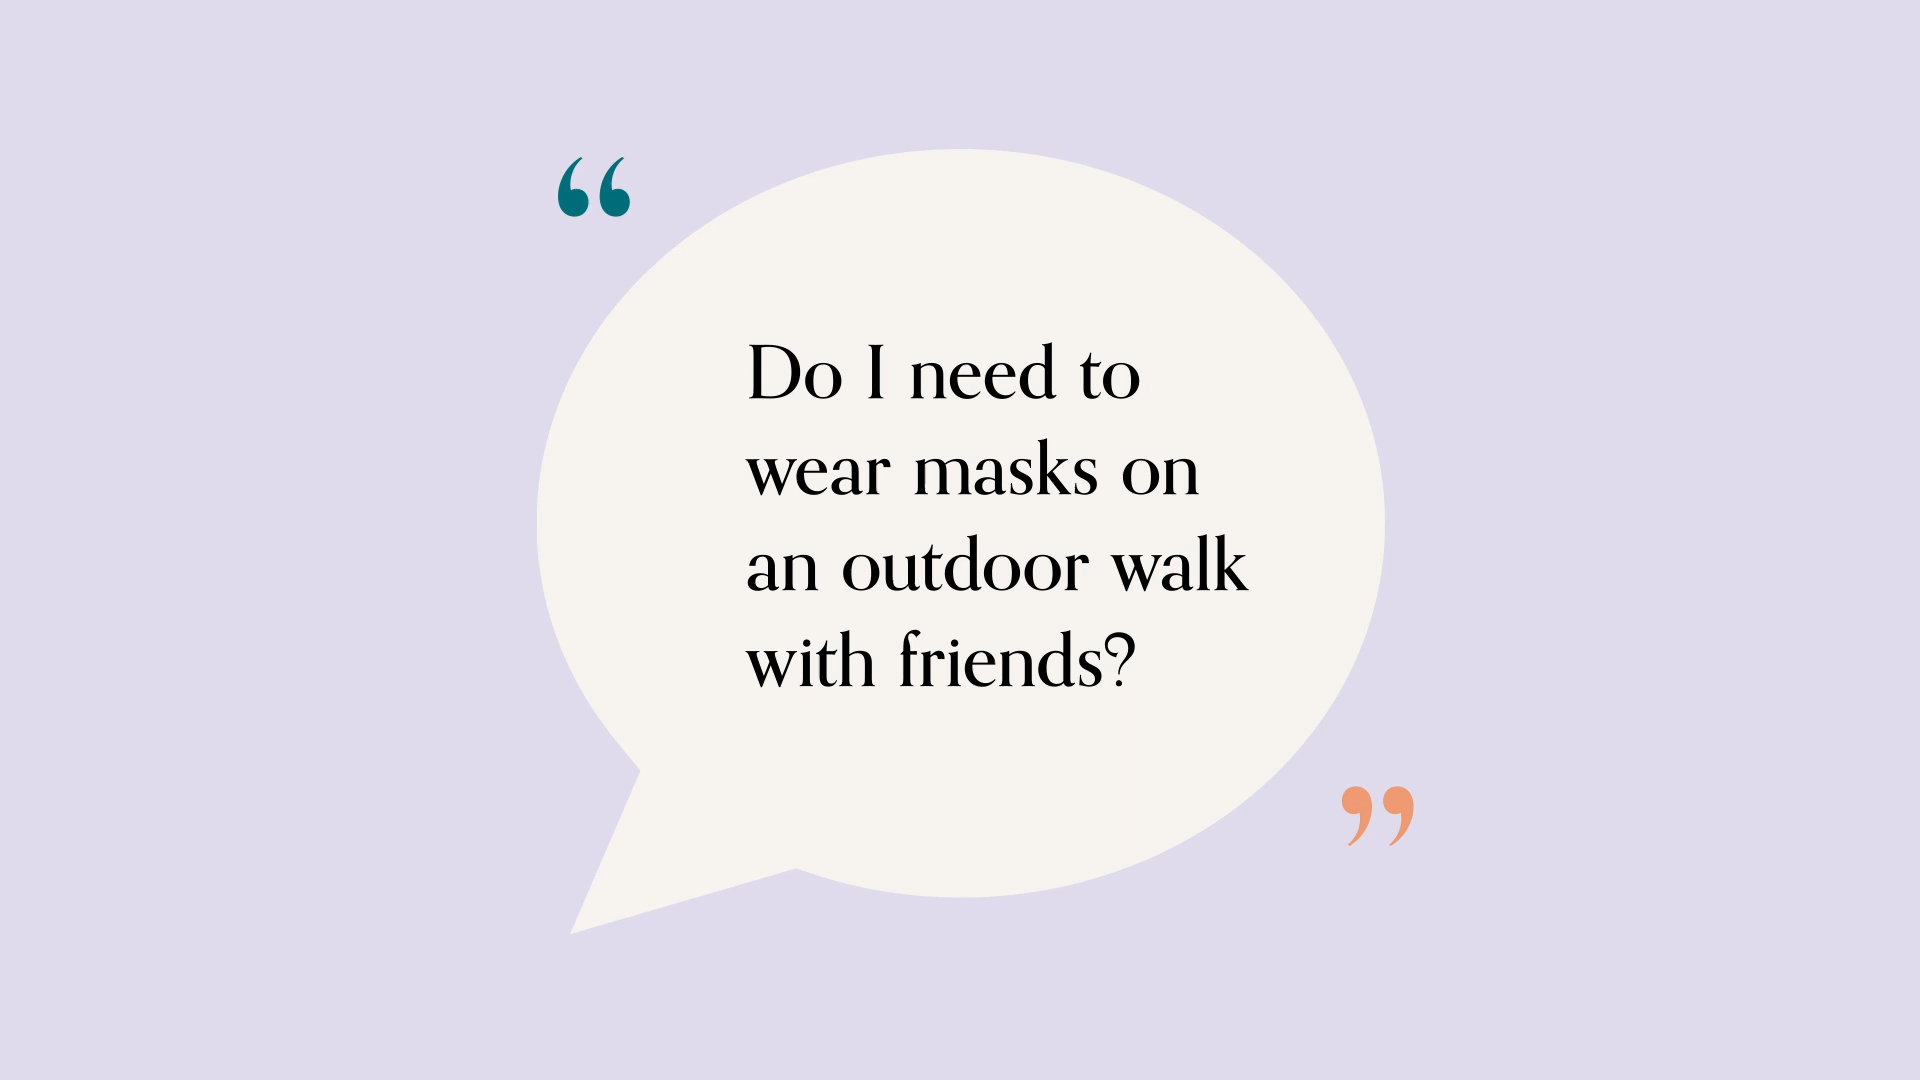 “
Do I need to
wear masks on
an outdoor walk
with friends?
”